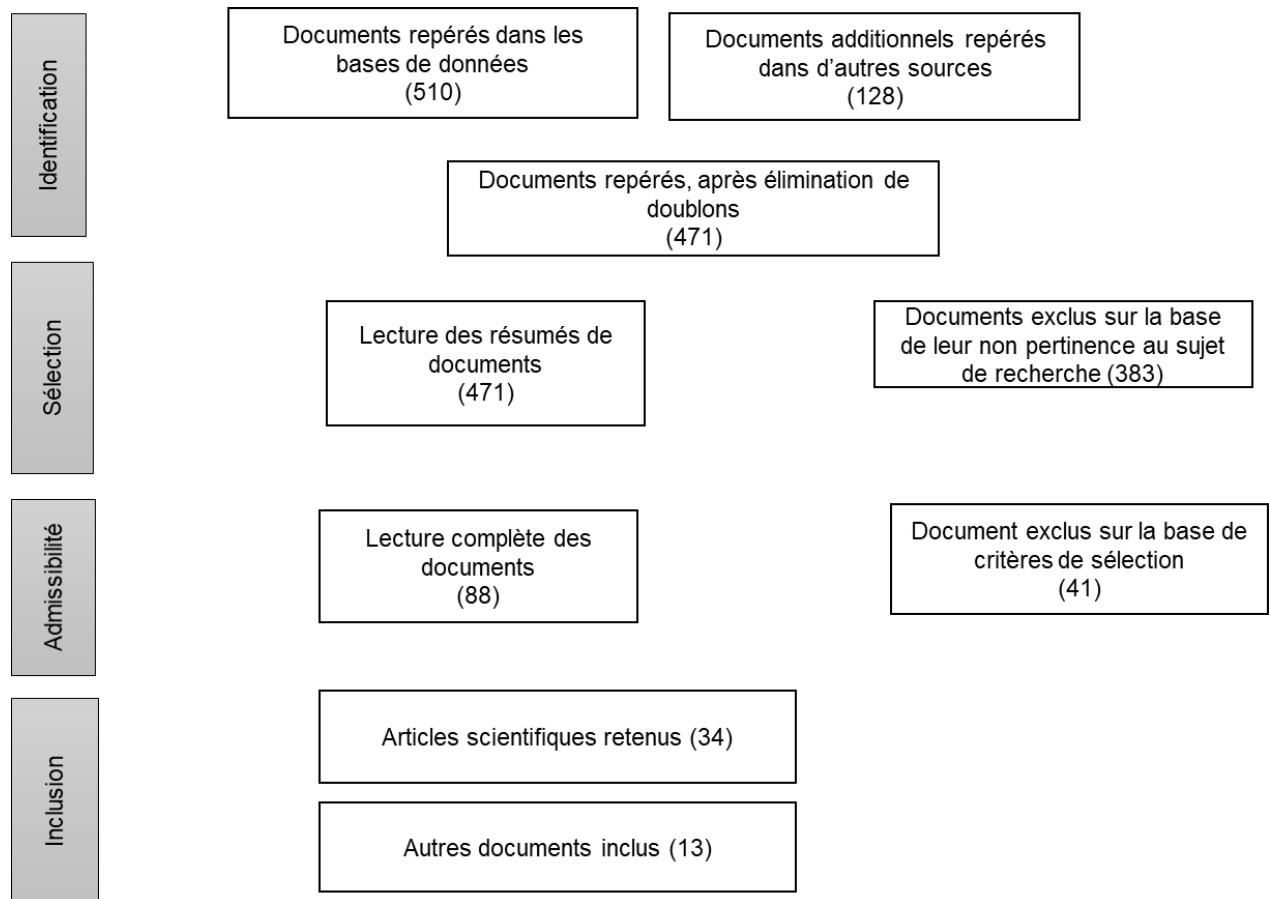 Identification
Documents repérés dans les
bases de données
(510)
Documents additionnels repérés
dans d’autres sources
(128)
Documents repérés, après élimination de
doublons
(471)
Sélection
Lecture des résumés de
documents
(471)
Documents exclus sur la base
de leur non pertinence au sujet
de recherche (383)
Admissibilité
Lecture complète des
documents
(88)
Document exclus sur la base de
critères de sélection
(41)
Inclusion
Articles scientifiques retenus (34)
Autres documents inclus (13)